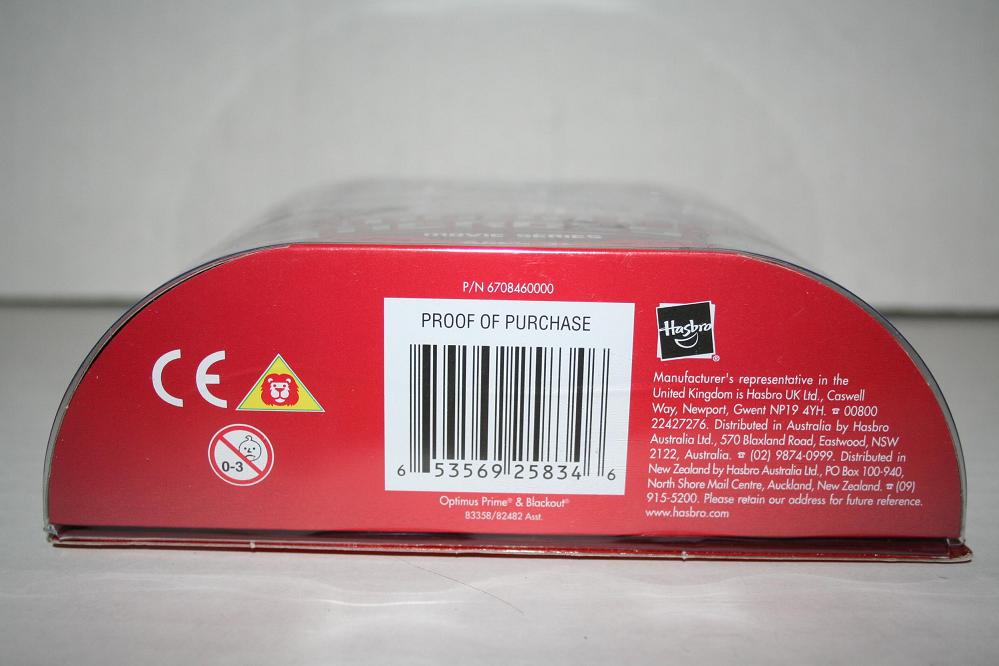 MOVIE SERIES
P/N 6708460000
PROOF OF PURCHASE
6 53569 25834 6
Optimus Prime® & Blackout®
83358/82482 Asst.
CE
0-3
Hasbro
®
Manufacturer's representative in the
United Kingdom is Hasbro UK Ltd., Caswell
Way, Newport, Gwent NP19 4YH. ☎ 00800
22427276. Distributed in Australia by Hasbro
Australia Ltd., 570 Blaxland Road, Eastwood, NSW
2122, Australia. ☎ (02) 9874-0999. Distributed in
New Zealand by Hasbro Australia Ltd., PO Box 100-940,
North Shore Mail Centre, Auckland, New Zealand. ☎ (09)
915-5200. Please retain our address for future reference.
www.hasbro.com